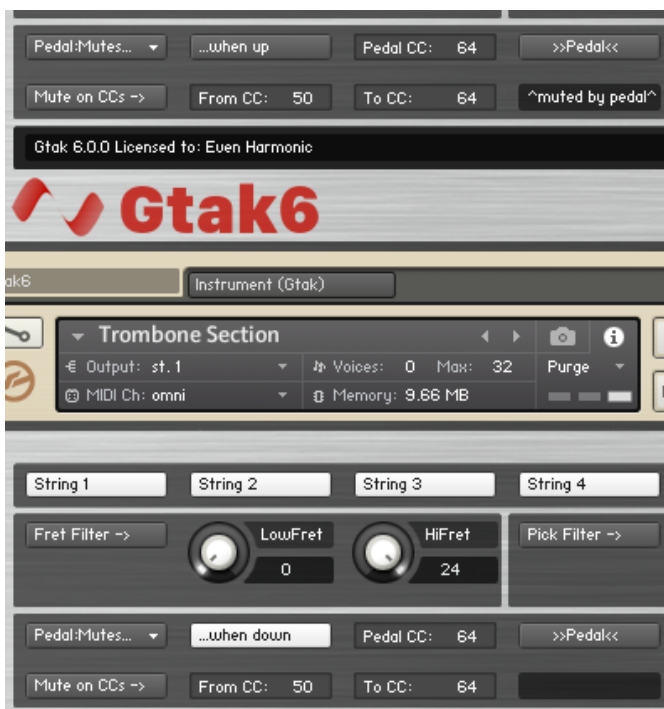 Pedal:Mutes... ...when up Pedal CC: 64 >>Pedal<<
Mute on CCs -> From CC: 50 To CC: 64 ^muted by pedal^
Gtak 6.0.0 Licensed to: Even Harmonic
Gtak6
ak6 Instrument (Gtak)
Trombone Section
Output: st. 1 Voices: 0 Max: 32 Purge
MIDI Ch: omni Memory: 9.66 MB
String 1 String 2 String 3 String 4
Fret Filter -> LowFret HiFret Pick Filter ->
0 24
Pedal:Mutes... ...when down Pedal CC: 64 >>Pedal<<
Mute on CCs -> From CC: 50 To CC: 64